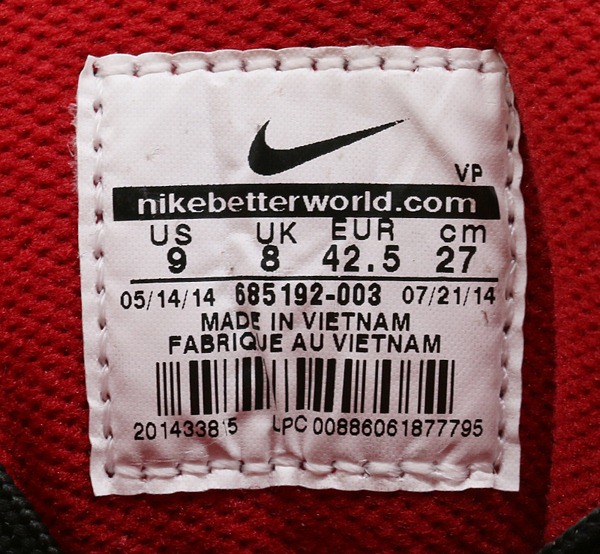 VP
nikebetterworld.com
US UK EUR cm
9 8 42.5 27
05/14/14 685192-003 07/21/14
MADE IN VIETNAM
FABRIQUE AU VIETNAM
LPC 00886061877795